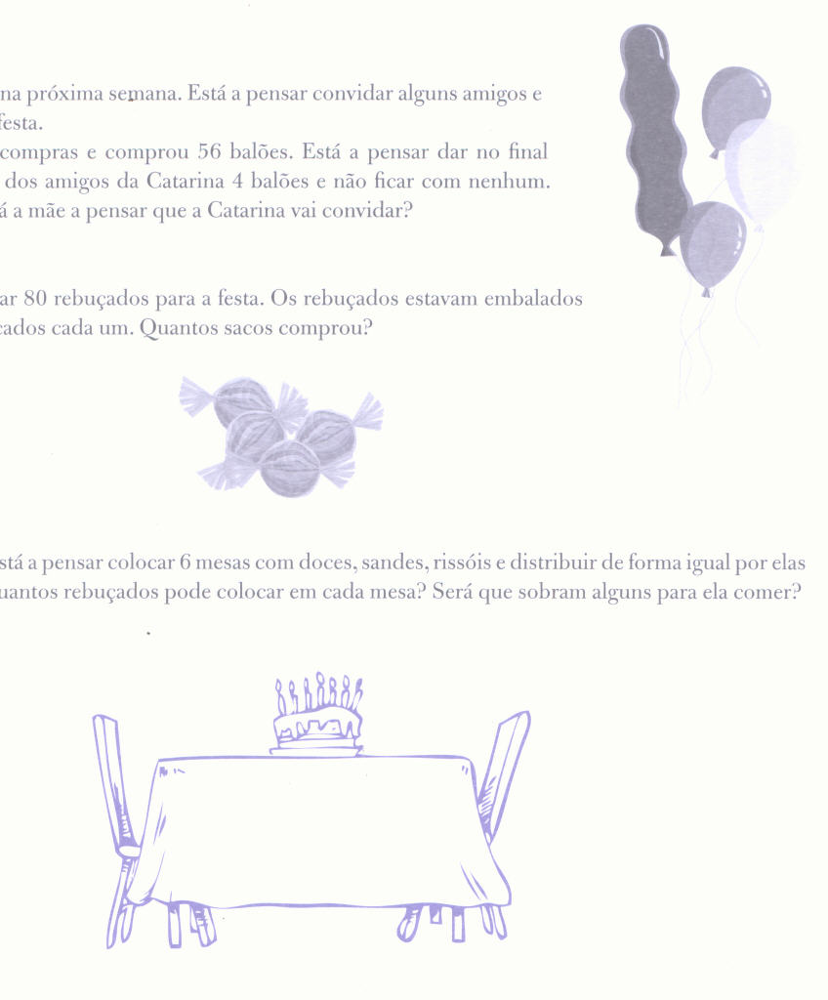 na próxima semana. Está a pensar convidar alguns amigos e
festa.
compras e comprou 56 balões. Está a pensar dar no final
dos amigos da Catarina 4 balões e não ficar com nenhum.
á a mãe a pensar que a Catarina vai convidar?
ar 80 rebuçados para a festa. Os rebuçados estavam embalados
cados cada um. Quantos sacos comprou?
stá a pensar colocar 6 mesas com doces, sandes, rissóis e distribuir de forma igual por elas
uantos rebuçados pode colocar em cada mesa? Será que sobram alguns para ela comer?